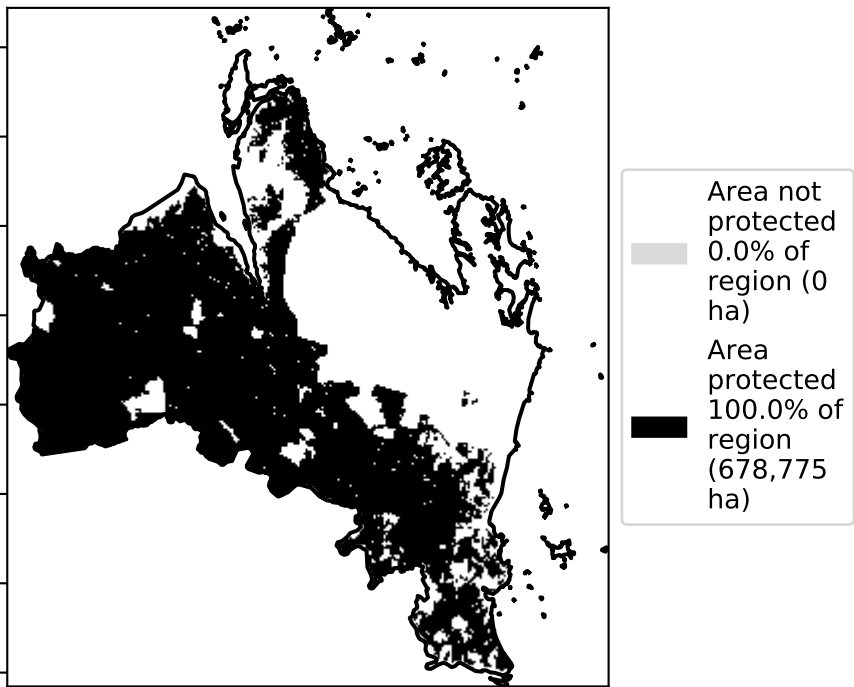 Area not
protected
0.0% of
region (0
ha)
Area
protected
100.0% of
region
(678,775
ha)